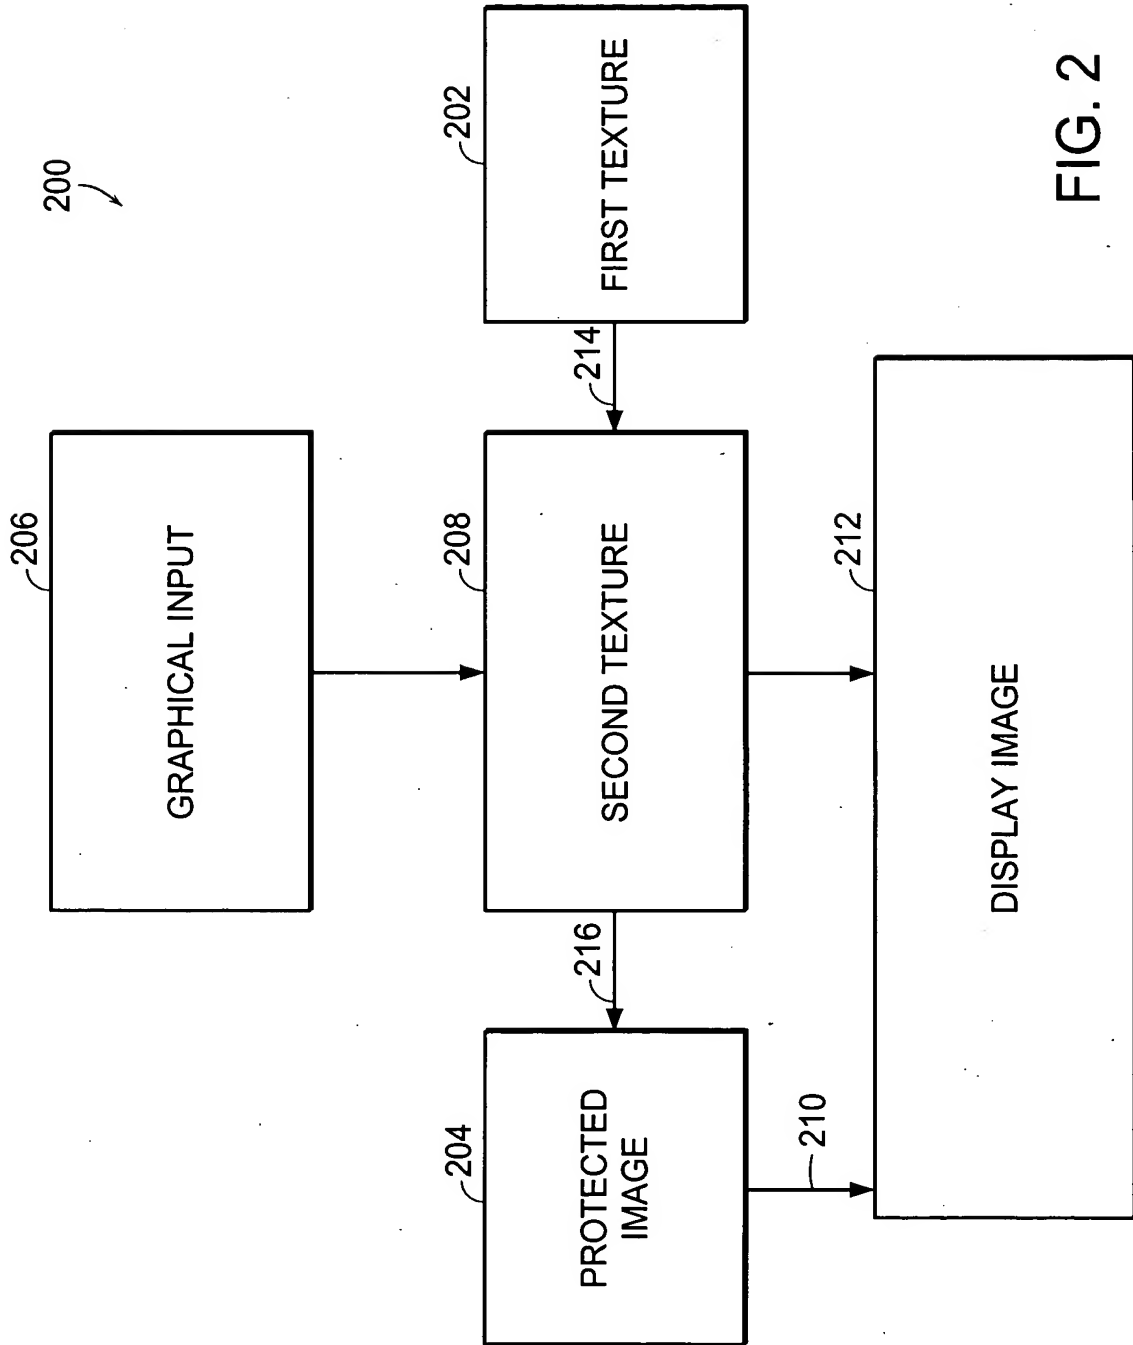 200
206
GRAPHICAL INPUT
204
PROTECTED
IMAGE
216
208
SECOND TEXTURE
214
202
FIRST TEXTURE
210
212
DISPLAY IMAGE
FIG. 2